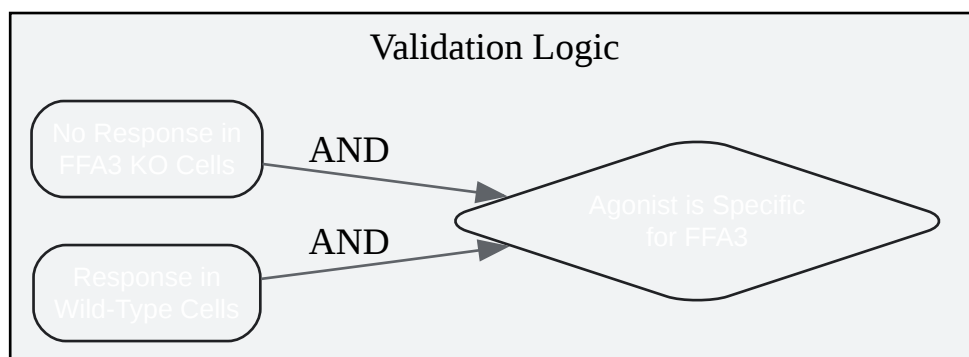 Validation Logic
No Response in
FFA3 KO Cells
AND
Agonist is Specific
for FFA3
AND
Response in
Wild-Type Cells